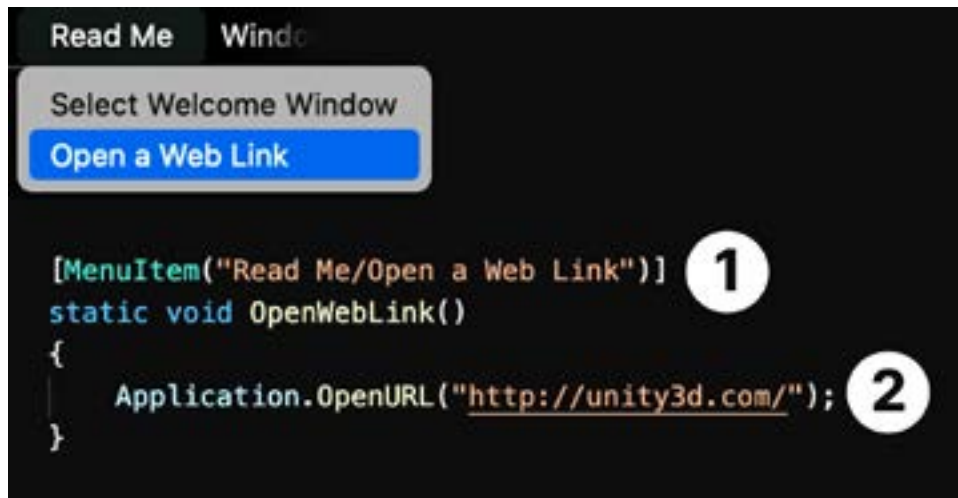 Read Me Windo
Select Welcome Window
Open a Web Link
[MenuItem("Read Me/Open a Web Link")] 1
static void OpenWebLink()
{
Application.OpenURL("http://unity3d.com/"); 2
}